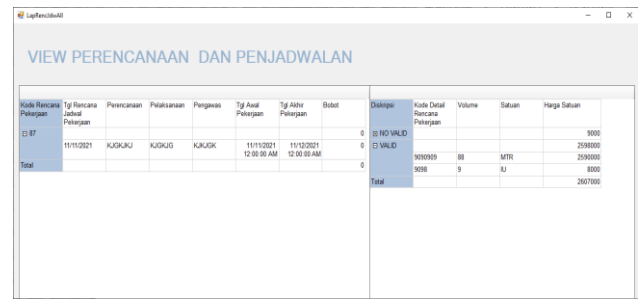 LapRencJdwAll
VIEW PERENCANAAN DAN PENJADWALAN
Kode Rencana Pekerjaan Tgl Rencana Jadwal Pekerjaan Perencanaan Pelaksanaan Pengawas Tgl Awal Pekerjaan Tgl Akhir Pekerjaan Bobot
87 0
11/11/2021 KJGKJKJ KJGKJG KJKJGK 11/11/2021 12:00:00 AM 11/12/2021 12:00:00 AM 0
Total 0
Diskripsi Kode Detail Rencana Pekerjaan Volume Satuan Harga Satuan
NO VALID 9000
VALID 2598000
9090909 88 MTR 2590000
9098 9 IU 8000
Total 2607000